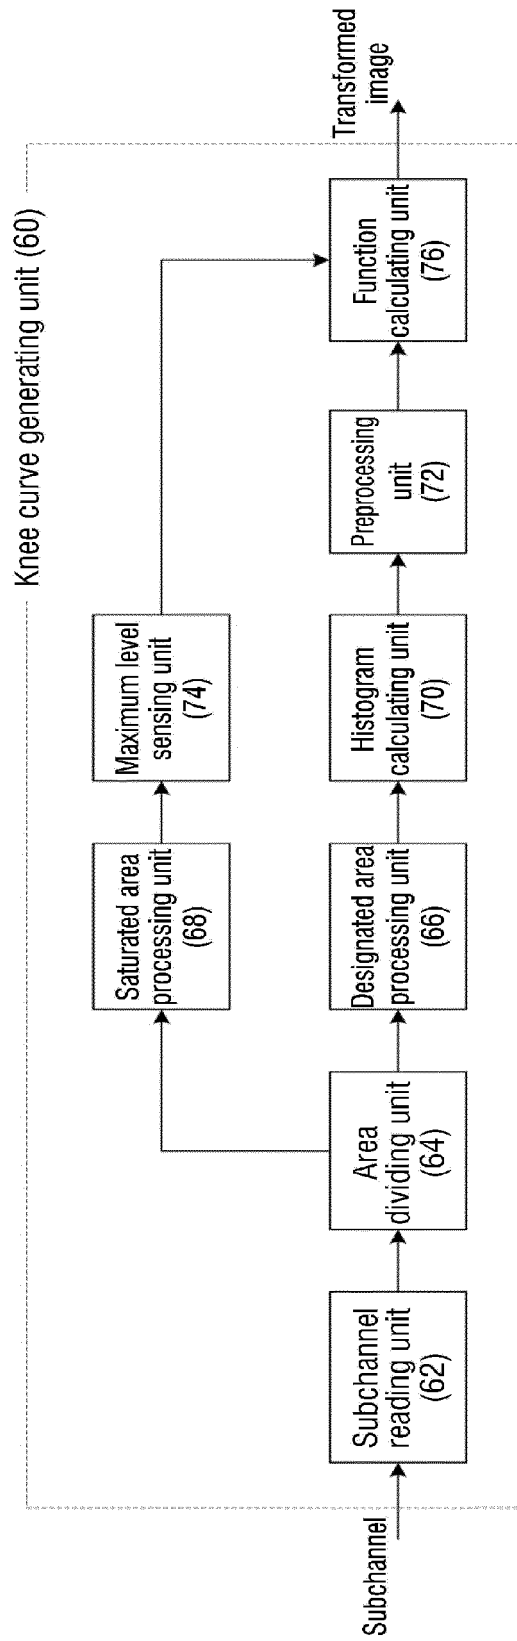 Knee curve generating unit (60)
Saturated area
processing unit
(68)
Maximum level
sensing unit
(74)
Subchannel
Subchannel
reading unit
(62)
Area
dividing unit
(64)
Designated area
processing unit
(66)
Histogram
calculating unit
(70)
Preprocessing
unit
(72)
Function
calculating unit
(76)
Transformed
image